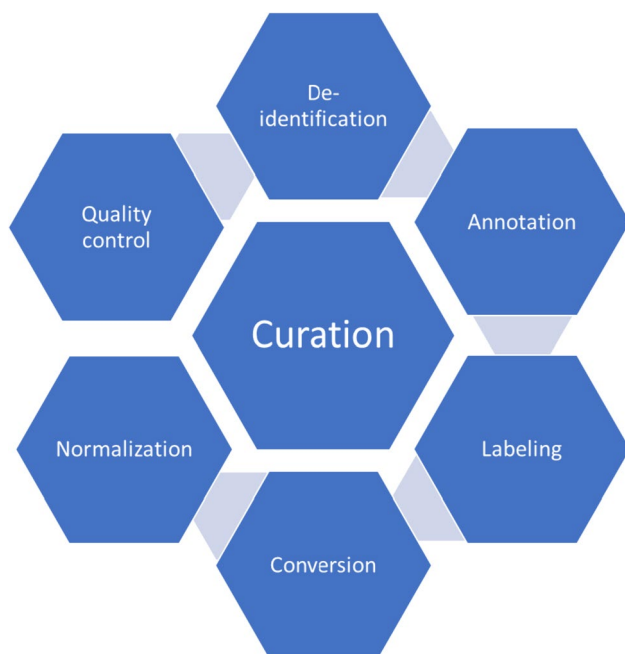 De-
identification
Quality
control
Annotation
Curation
Normalization
Labeling
Conversion